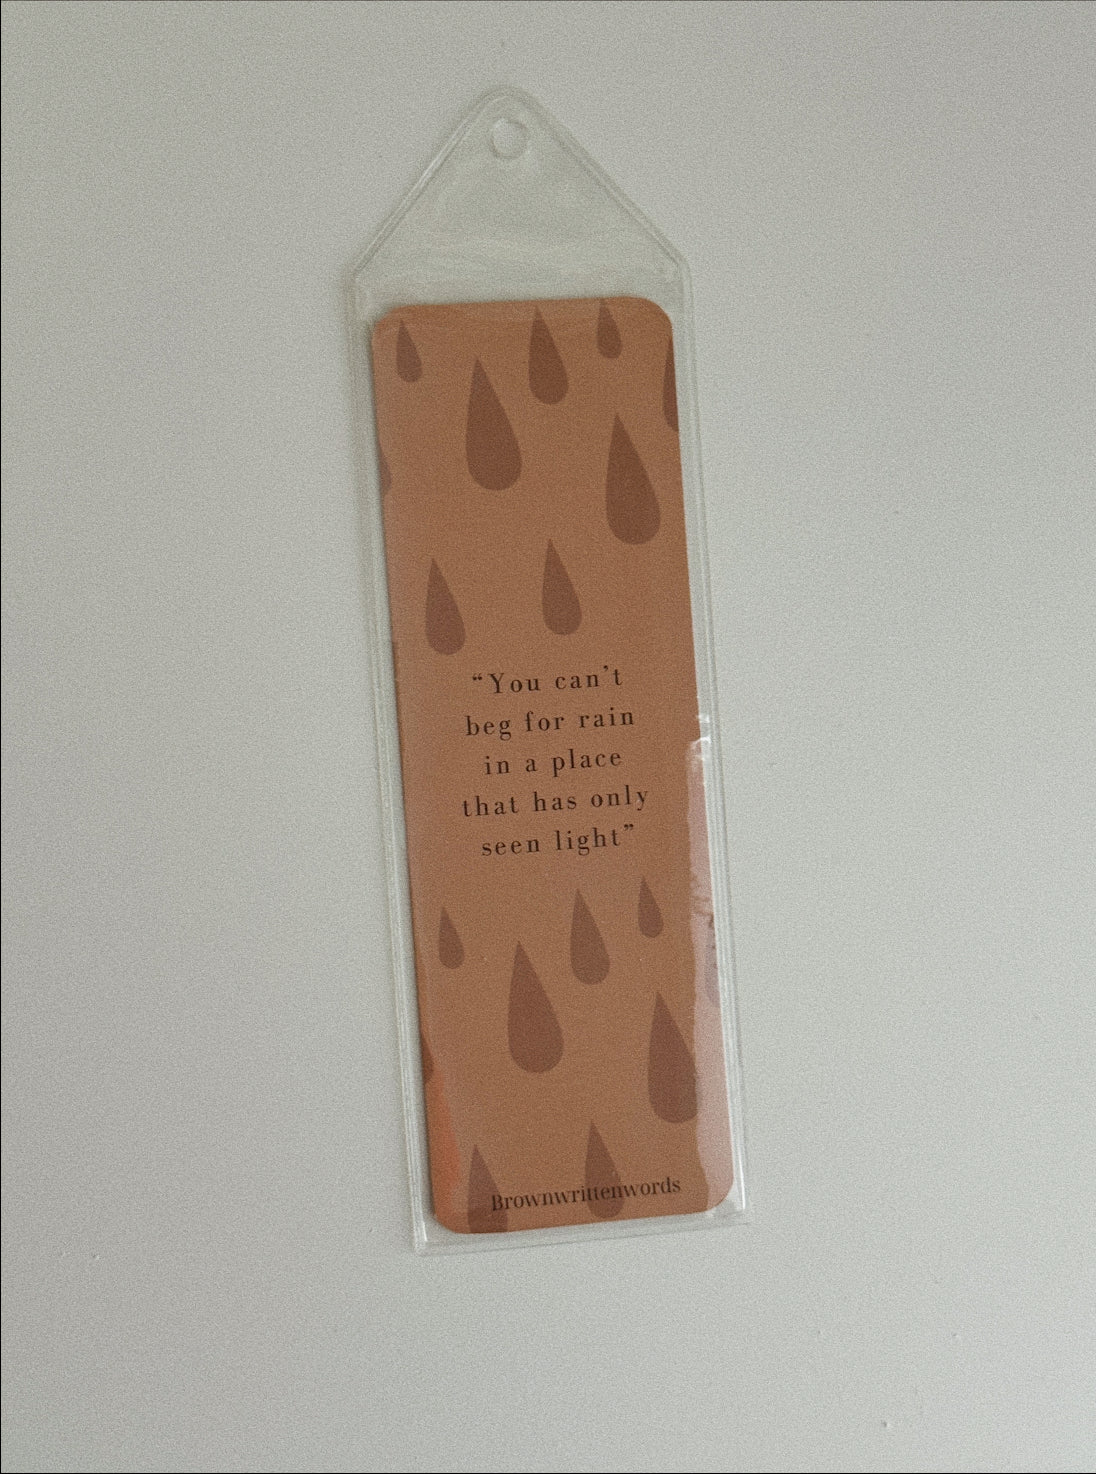 “You can’t
beg for rain
in a place
that has only
seen light”
Brownwrittenwords